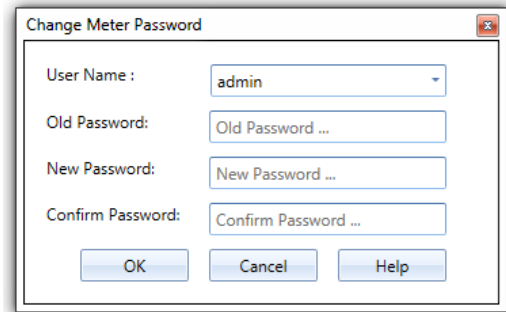 Change Meter Password
User Name : admin
Old Password: Old Password ...
New Password: New Password ...
Confirm Password: Confirm Password ...
OK Cancel Help